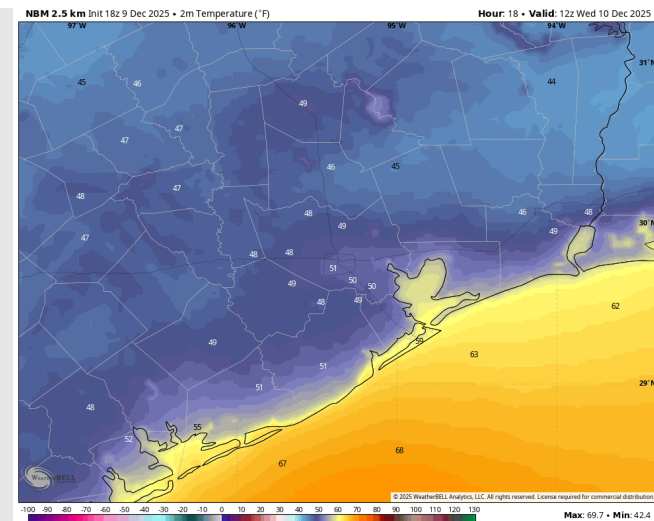 NBM 2.5 km Init 18z 9 Dec 2025 • 2m Temperature (°F)
Hour: 18 • Valid: 12z Wed 10 Dec 2025
97°W 96°W 95°W 94°W
31°N
45 46 44
49
47 47
46 45
48 47
48 46 48
49 49
30°N
47
48 48
51
50
49 50
48 49
62
59
49
63
51
29°N
51
48
55
52
68
67
WEATHERBELL
© 2025 WeatherBELL Analytics, LLC. All rights reserved. License required for commercial distribution.
-100 -90 -80 -70 -60 -50 -40 -30 -20 -10 0 10 20 30 40 50 60 70 80 90 100 110 120 130
Max: 69.7 • Min: 42.4